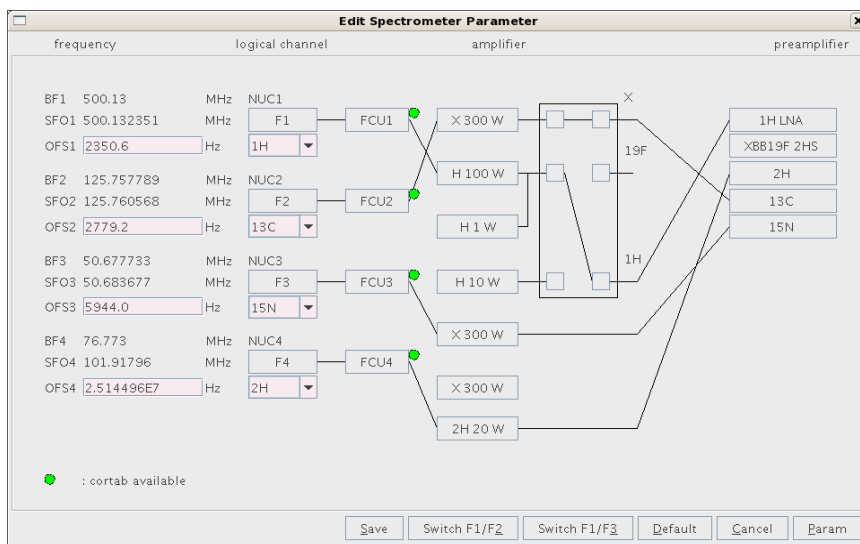 Edit Spectrometer Parameter
frequency logical channel amplifier preamplifier
BF1 500.13 MHz NUC1 X
SFO1 500.132351 MHz F1 FCU1 X 300 W 1H LNA
OFS1 2350.6 Hz 1H 19F XBB19F 2HS
BF2 125.757789 MHz NUC2 H 100 W 2H
SFO2 125.760568 MHz F2 FCU2 13C
OFS2 2779.2 Hz 13C H 1 W 15N
BF3 50.677733 MHz NUC3 1H
SFO3 50.683677 MHz F3 FCU3 H 10 W
OFS3 5944.0 Hz 15N
BF4 76.773 MHz NUC4 X 300 W
SFO4 101.91796 MHz F4 FCU4
OFS4 2.514496E7 Hz 2H X 300 W
2H 20 W
: cortab available
Save Switch F1/F2 Switch F1/F3 Default Cancel Param